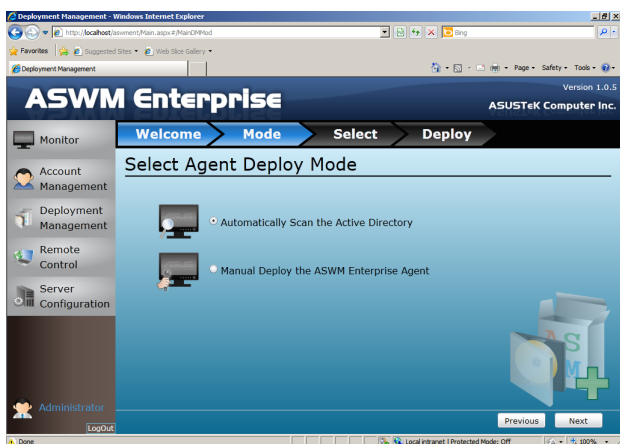 Deployment Management - Windows Internet Explorer
http://localhost/aswment/Main.aspx#/MainDMMod
Bing
Favorites Suggested Sites Web Slice Gallery
Deployment Management
Page Safety Tools
Version 1.0.5
ASWM Enterprise
ASUSTeK Computer Inc.
Welcome Mode Select Deploy
Monitor
Account
Management
Deployment
Management
Remote
Control
Server
Configuration
Select Agent Deploy Mode
Automatically Scan the Active Directory
Manual Deploy the ASWM Enterprise Agent
Administrator
LogOut
Previous Next
Done
Local intranet | Protected Mode: Off
100%